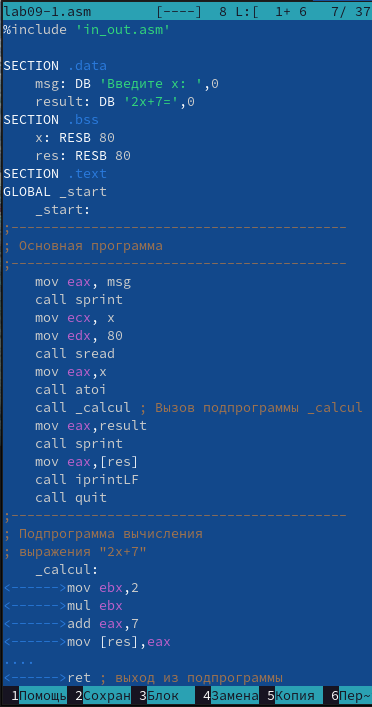 lab09-1.asm [----] 8 L:[ 1+ 6 7/ 37
%include 'in_out.asm'
SECTION .data
msg: DB 'Введите x: ',0
result: DB '2x+7=',0
SECTION .bss
x: RESB 80
res: RESB 80
SECTION .text
GLOBAL _start
_start:
;------------------------------------------
; Основная программа
;------------------------------------------
mov eax, msg
call sprint
mov ecx, x
mov edx, 80
call sread
mov eax,x
call atoi
call _calcul ; Вызов подпрограммы _calcul
mov eax,result
call sprint
mov eax,[res]
call iprintLF
call quit
;------------------------------------------
; Подпрограмма вычисления
; выражения "2x+7"
_calcul:
<------>mov ebx,2
<------>mul ebx
<------>add eax,7
<------>mov [res],eax
....
<------>ret ; выход из подпрограммы
1Помощь 2Сохран 3Блок 4Замена 5Копия 6Пер~